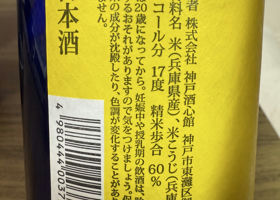 者 株式会社 神戸酒心館 神戸市東灘区
料名 米(兵庫県産)、米こうじ(兵庫
コール分 17度 精米歩合 60%
20歳になってから。妊娠中や授乳期の飲酒は、
するおそれがありますので気をつけましょう。
の成分が沈殿したり、色調が変化することがあ
本酒
4 980444 0037